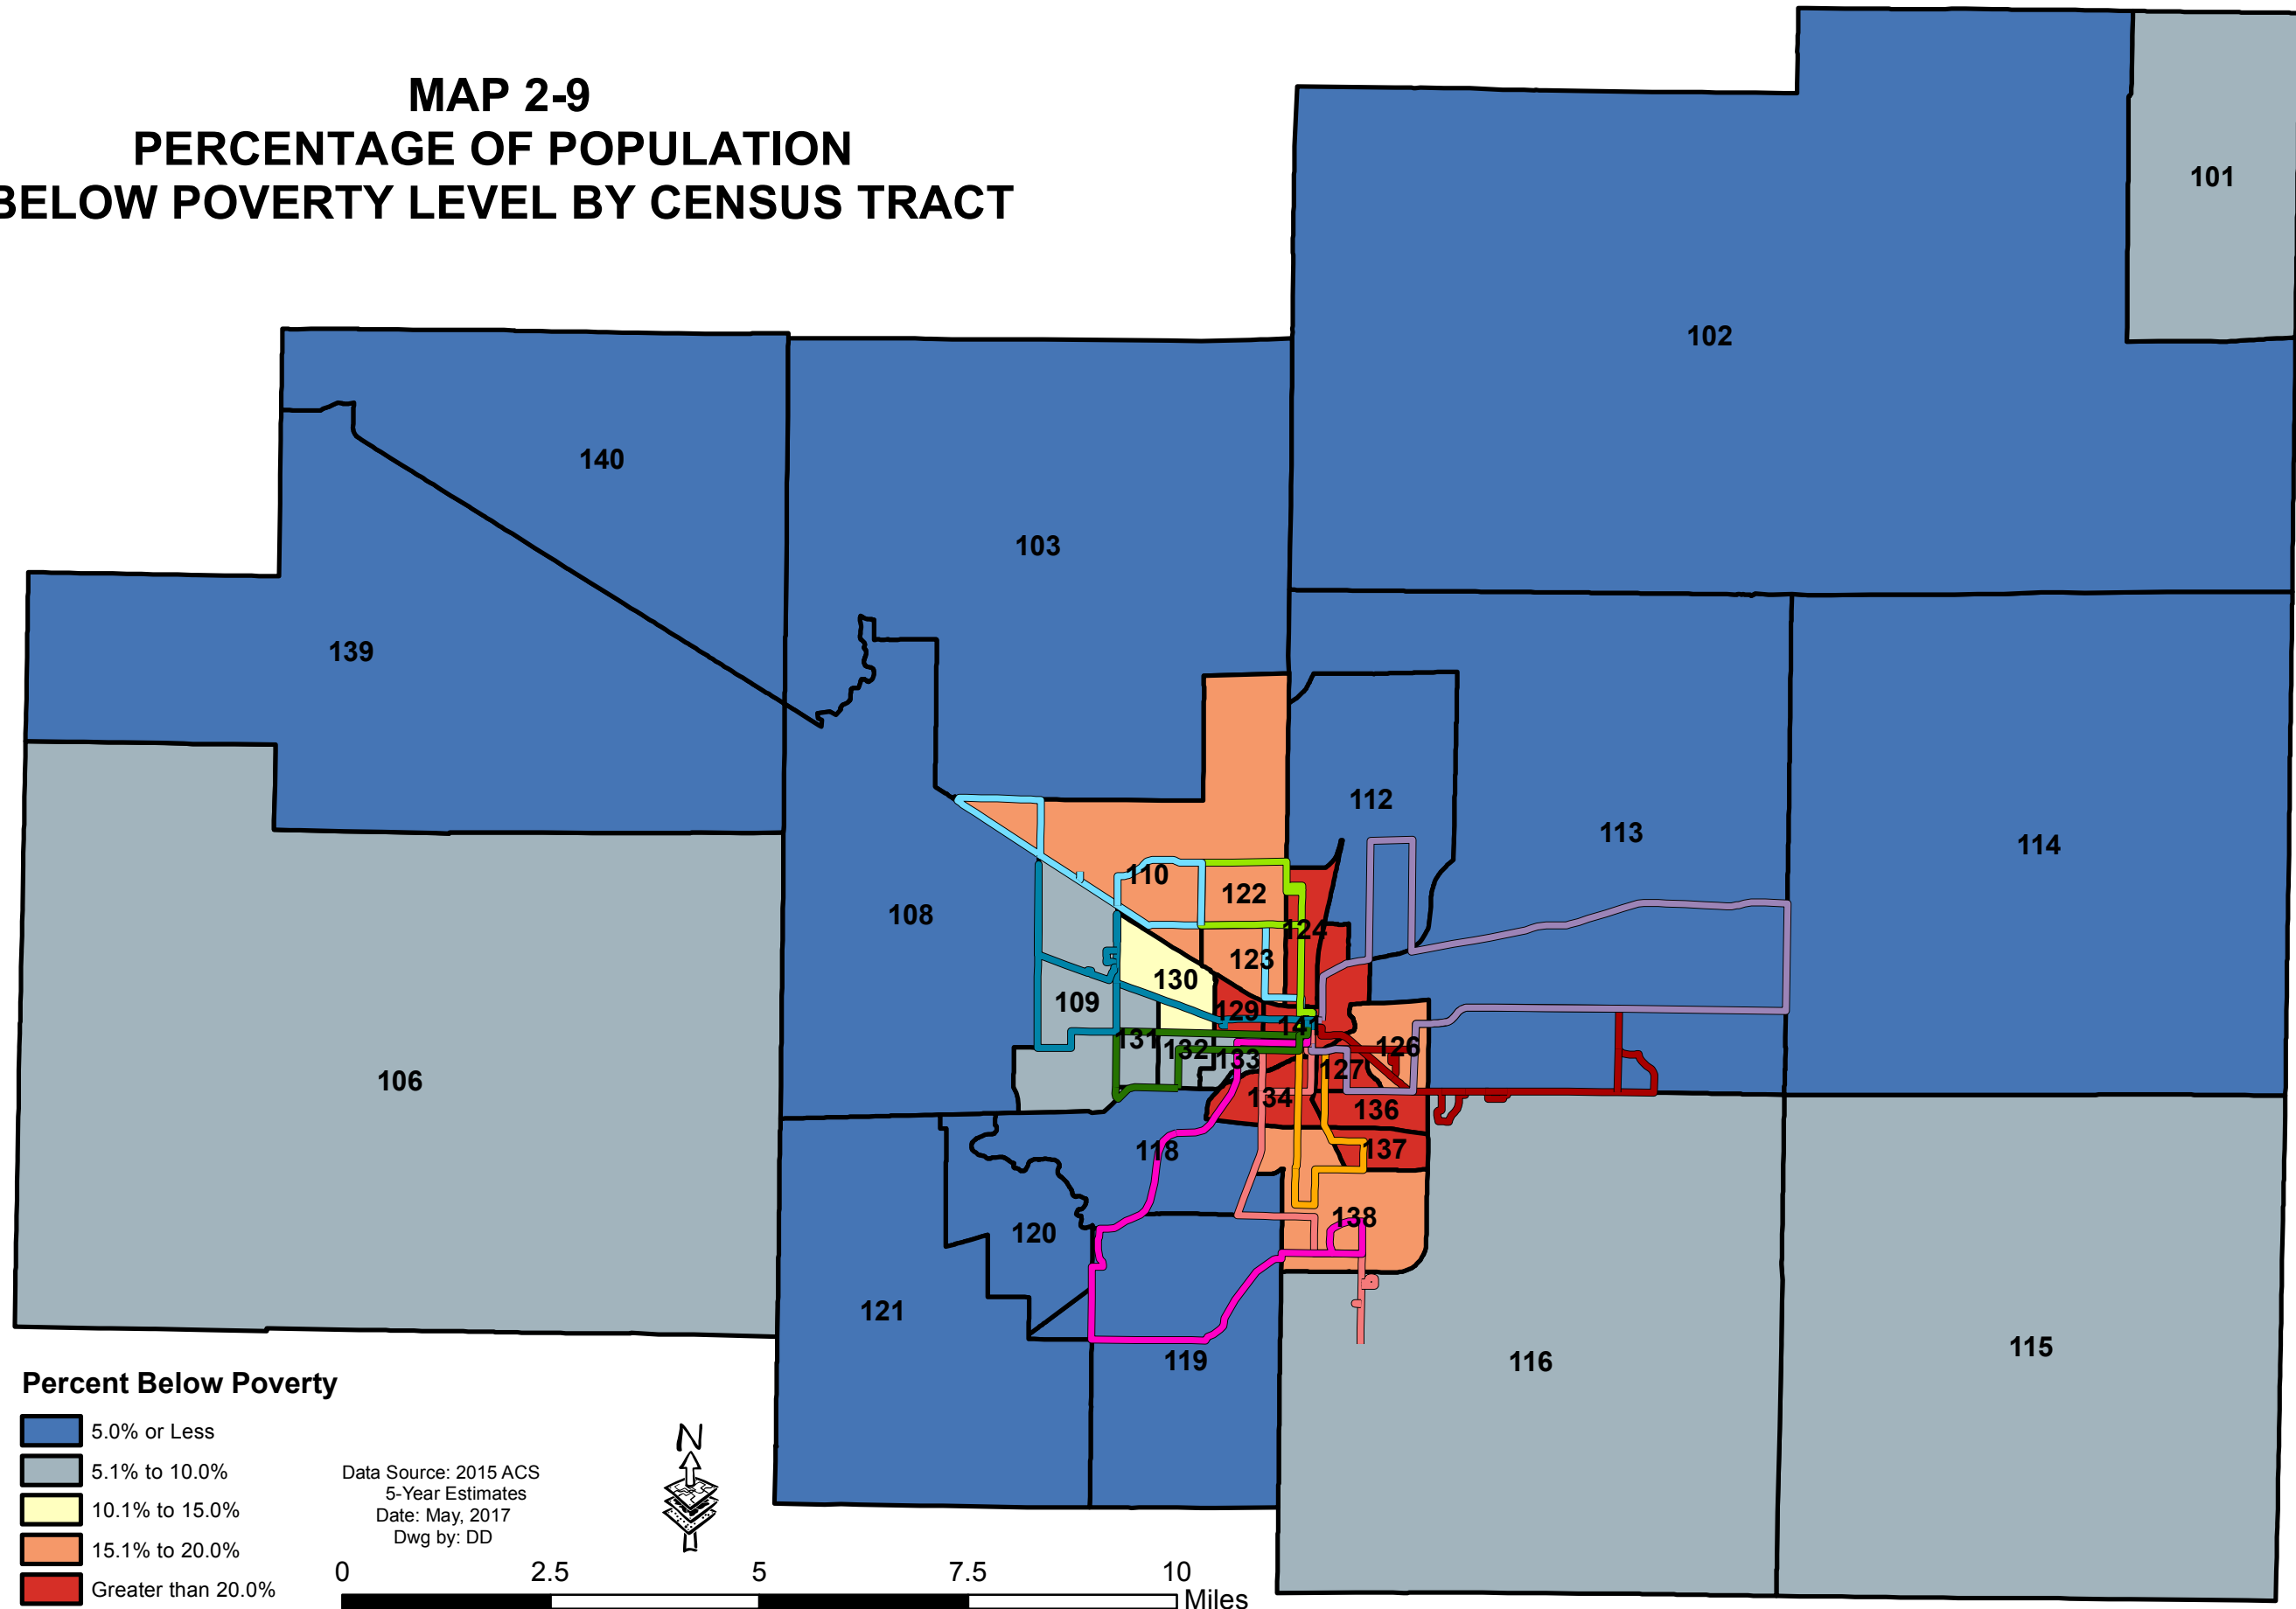 MAP 2-9
PERCENTAGE OF POPULATION
BELOW POVERTY LEVEL BY CENSUS TRACT
101
102
140
103
139
112
113
114
110
122
108
124
123
130
109
129
141
131
132
133
126
127
106
134
136
118
137
138
120
121
119
116
115
Percent Below Poverty
5.0% or Less
5.1% to 10.0%
10.1% to 15.0%
15.1% to 20.0%
Greater than 20.0%
Data Source: 2015 ACS
5-Year Estimates
Date: May, 2017
Dwg by: DD
N
0 2.5 5 7.5 10
Miles